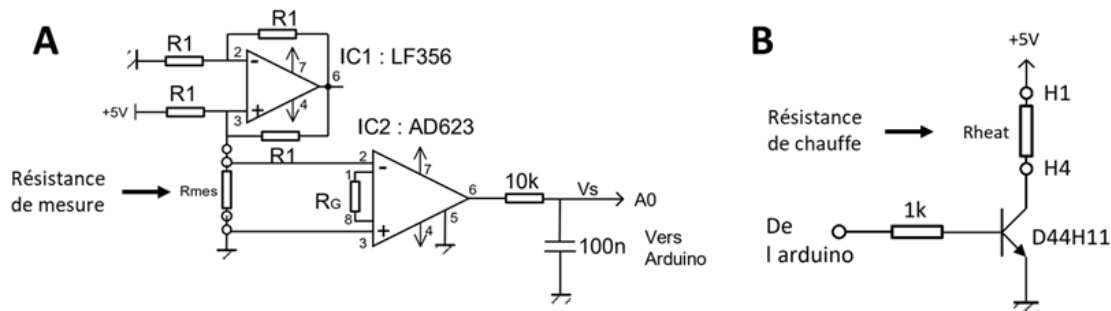 A
R1
R1
2
-
7
6
IC1 : LF356
+5V
R1
3
+
4
R1
IC2 : AD623
Résistance
de mesure
Rmes
2
-
7
1
RG
8
+
3
4
5
6
10k
Vs
A0
100n
Vers
Arduino
B
+5V
H1
Résistance
de chauffe
Rheat
H4
De
l arduino
1k
D44H11